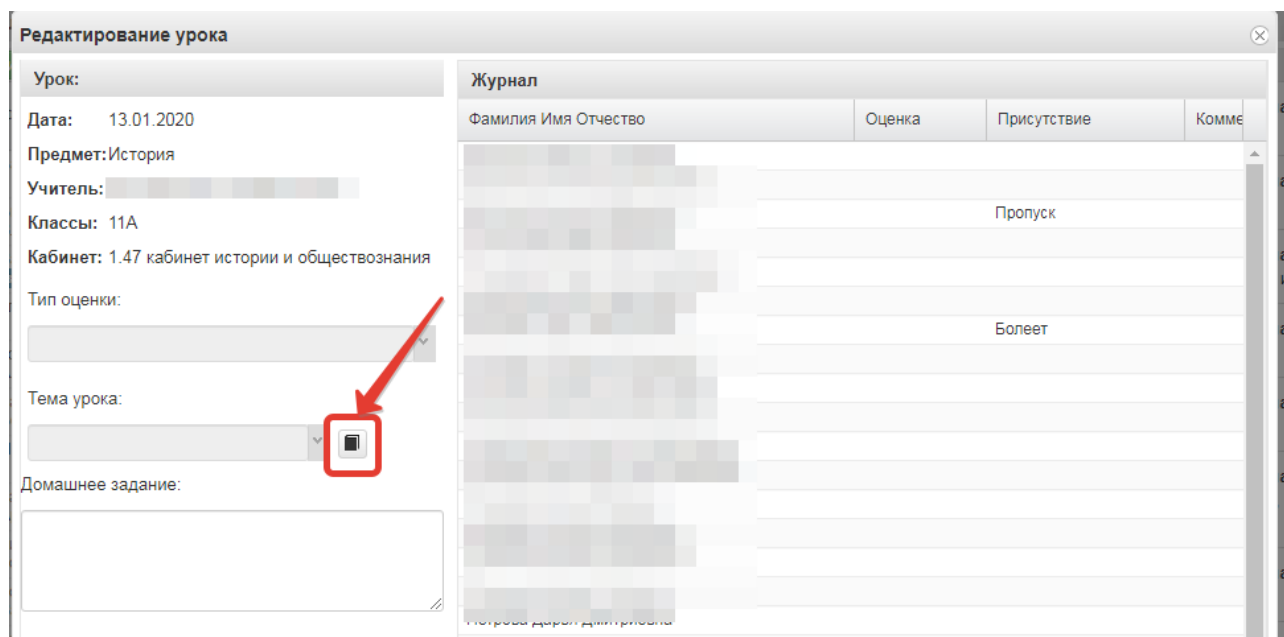 Редактирование урока
Урок:
Дата: 13.01.2020
Предмет: История
Учитель:
Классы: 11А
Кабинет: 1.47 кабинет истории и обществознания
Тип оценки:
Тема урока:
Домашнее задание:
Журнал
Фамилия Имя Отчество Оценка Присутствие Комме
Пропуск
Болеет